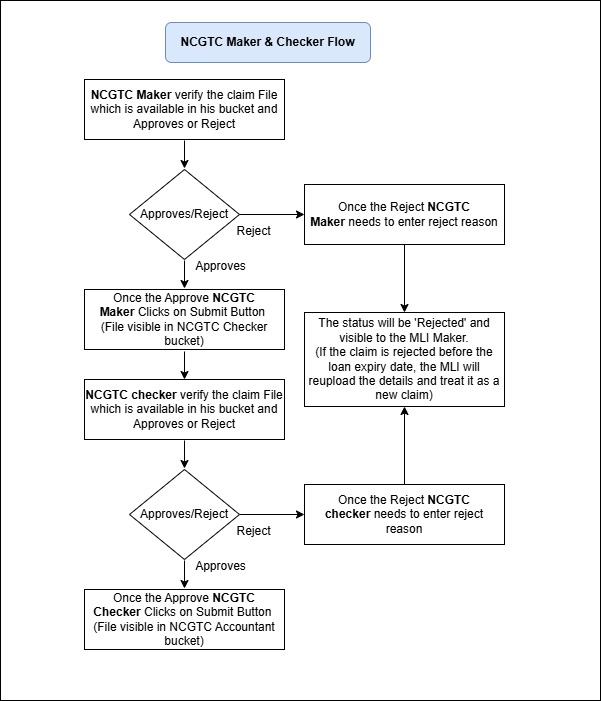 NCGTC Maker & Checker Flow
NCGTC Maker verify the claim File
which is available in his bucket and
Approves or Reject
Approves/Reject
Reject
Once the Reject NCGTC
Maker needs to enter reject reason
Approves
Once the Approve NCGTC
Maker Clicks on Submit Button
(File visible in NCGTC Checker
bucket)
The status will be 'Rejected' and
visible to the MLI Maker.
(If the claim is rejected before the
loan expiry date, the MLI will
reupload the details and treat it as a
new claim)
NCGTC checker verify the claim File
which is available in his bucket and
Approves or Reject
Approves/Reject
Reject
Once the Reject NCGTC
checker needs to enter reject
reason
Approves
Once the Approve NCGTC
Checker Clicks on Submit Button
(File visible in NCGTC Accountant
bucket)